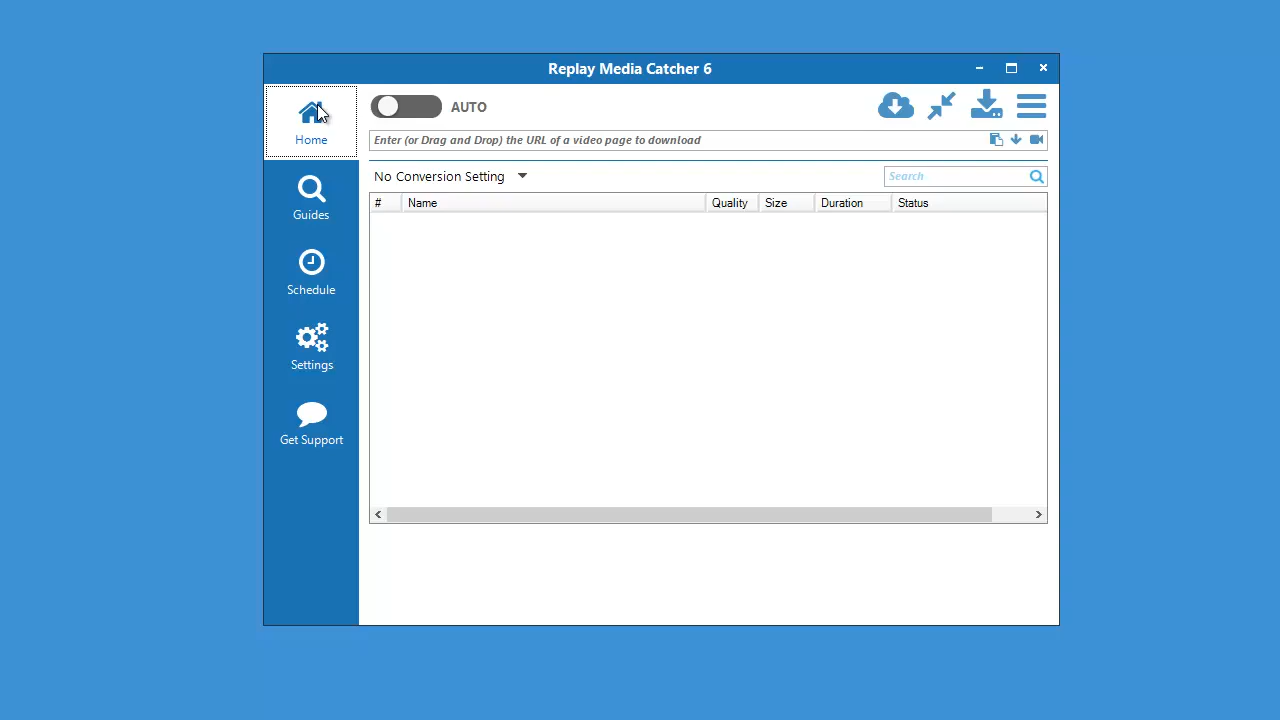 Replay Media Catcher 6
Home
AUTO
Enter (or Drag and Drop) the URL of a video page to download
No Conversion Setting
Search
# Name Quality Size Duration Status
Guides
Schedule
Settings
Get Support